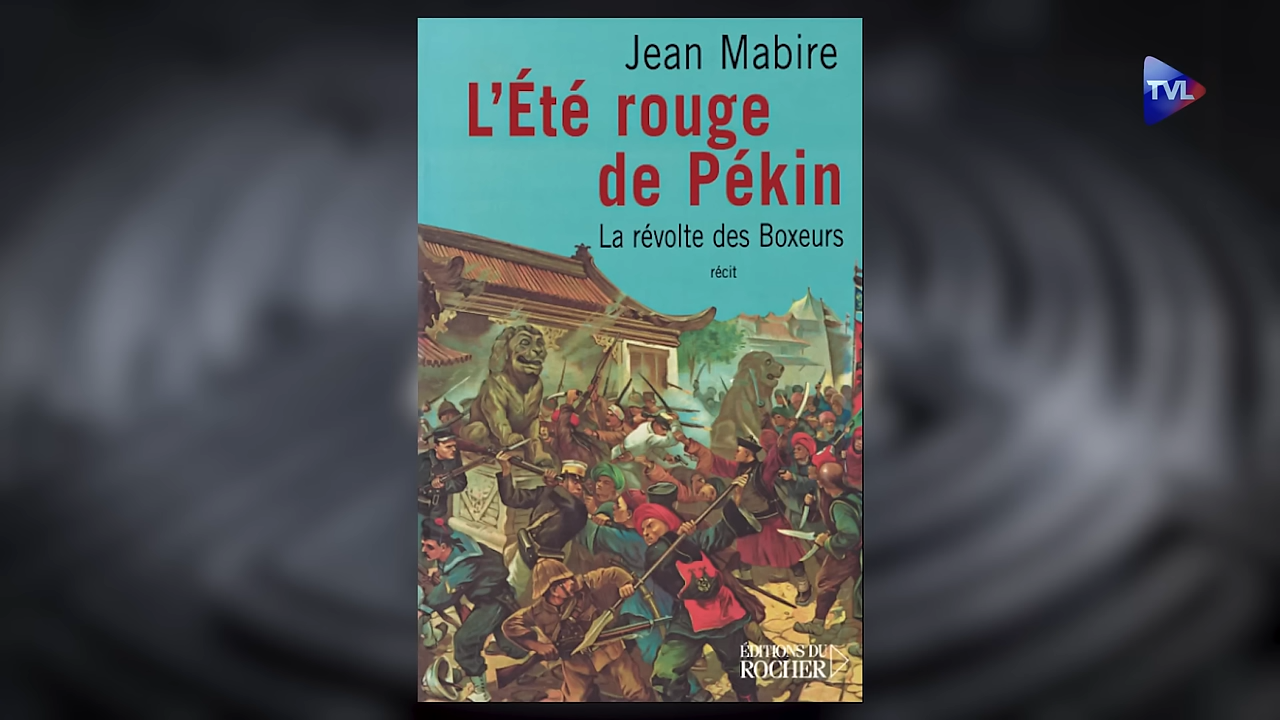 Jean Mabire
L'Été rouge
de Pékin
La révolte des Boxeurs
récit
ÉDITIONS DU
ROCHER
TVL